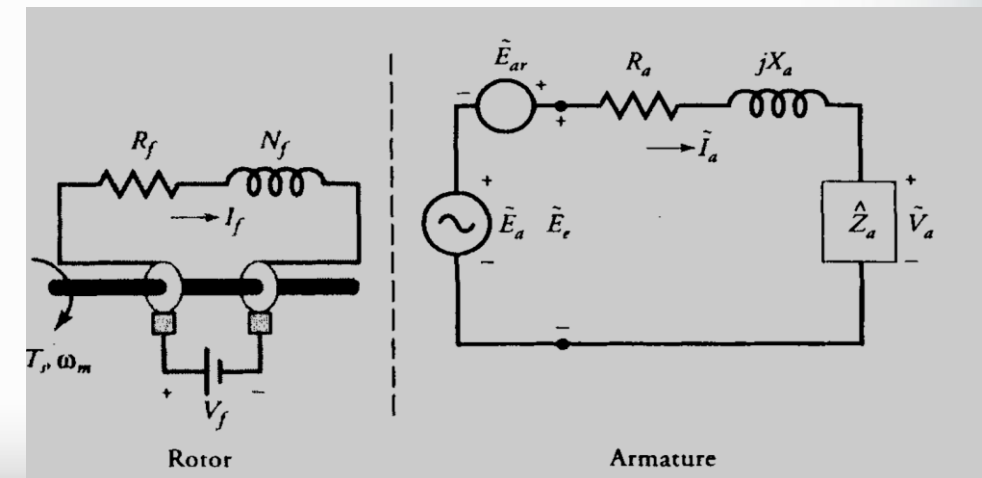 R_f
N_f
I_f
T_s, ω_m
+ −
V_f
Rotor
Ẽ_ar
− +
+
R_a
jX_a
Ĩ_a
+
Ẽ_a Ẽ_e
−
+
Ẑ_a Ṽ_a
−
−
Armature